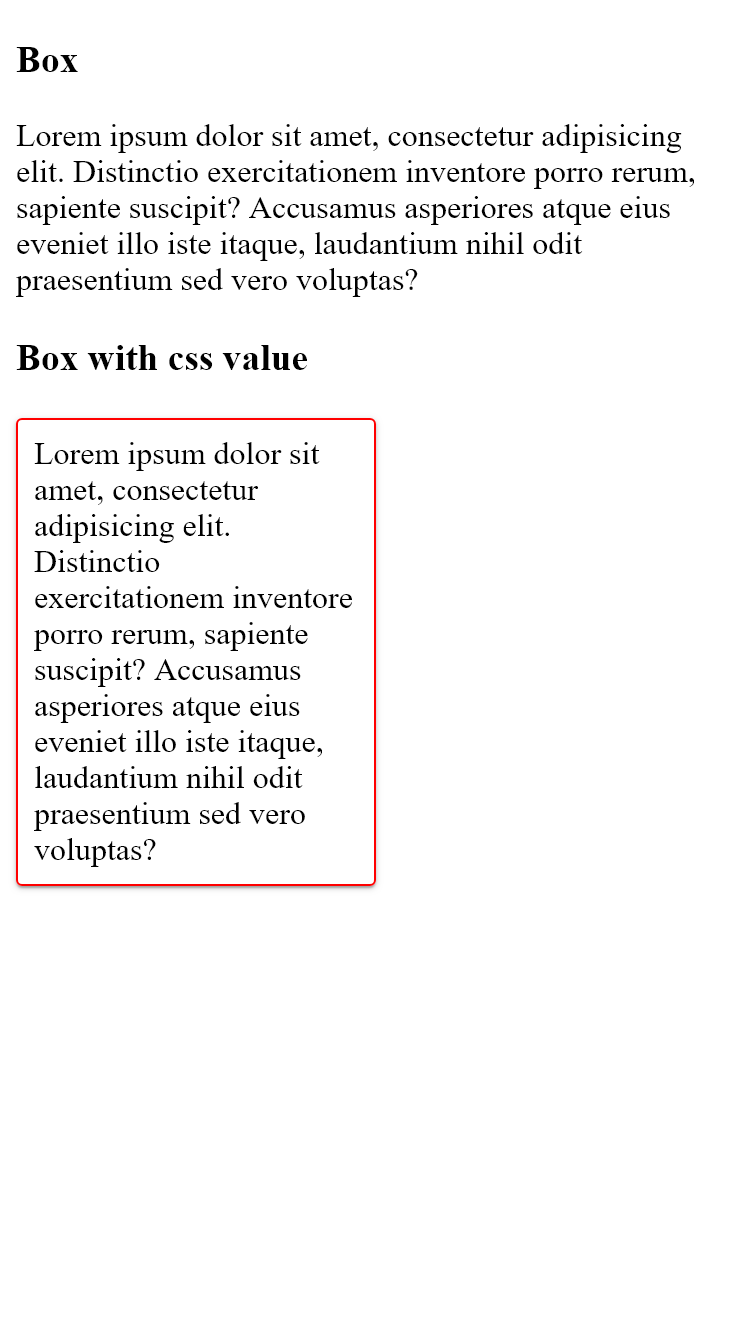 Box
Lorem ipsum dolor sit amet, consectetur adipisicing
elit. Distinctio exercitationem inventore porro rerum,
sapiente suscipit? Accusamus asperiores atque eius
eveniet illo iste itaque, laudantium nihil odit
praesentium sed vero voluptas?
Box with css value
Lorem ipsum dolor sit
amet, consectetur
adipisicing elit.
Distinctio
exercitationem inventore
porro rerum, sapiente
suscipit? Accusamus
asperiores atque eius
eveniet illo iste itaque,
laudantium nihil odit
praesentium sed vero
voluptas?